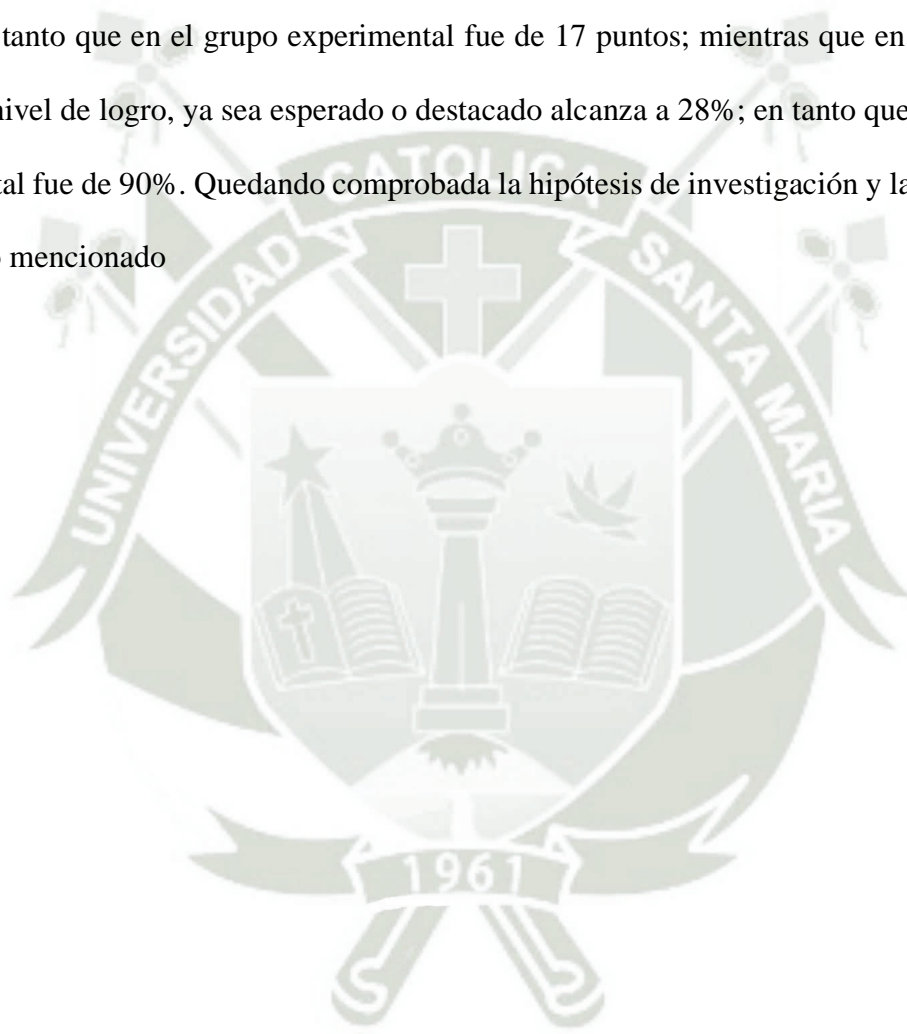 tanto que en el grupo experimental fue de 17 puntos; mientras que en
nivel de logro, ya sea esperado o destacado alcanza a 28%; en tanto que
tal fue de 90%. Quedando comprobada la hipótesis de investigación y la
mencionado
UNIVERSIDAD CATOLICA SANTA MARIA
1961